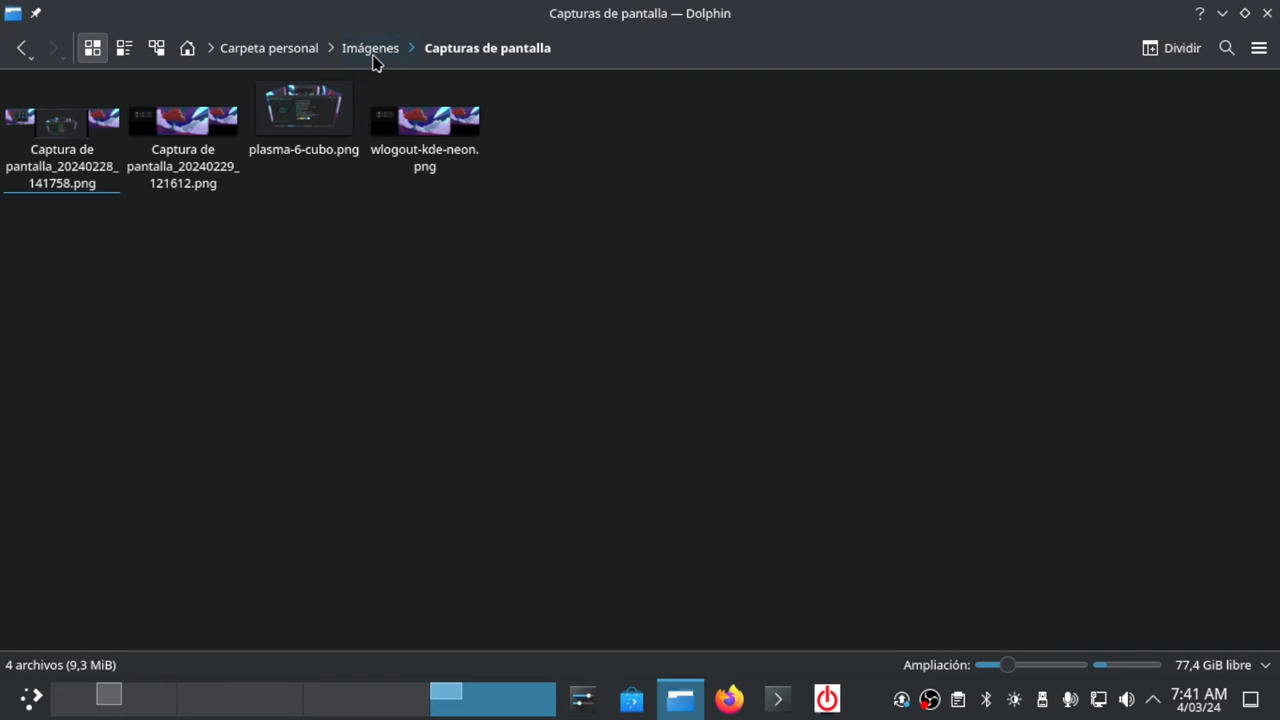 Capturas de pantalla — Dolphin
Carpeta personal
Imágenes
Capturas de pantalla
Dividir
Captura de
pantalla_20240228_
141758.png
Captura de
pantalla_20240229_
121612.png
plasma-6-cubo.png
wlogout-kde-neon.
png
4 archivos (9,3 MiB)
Ampliación:
77,4 GiB libre
7:41 AM
4/03/24